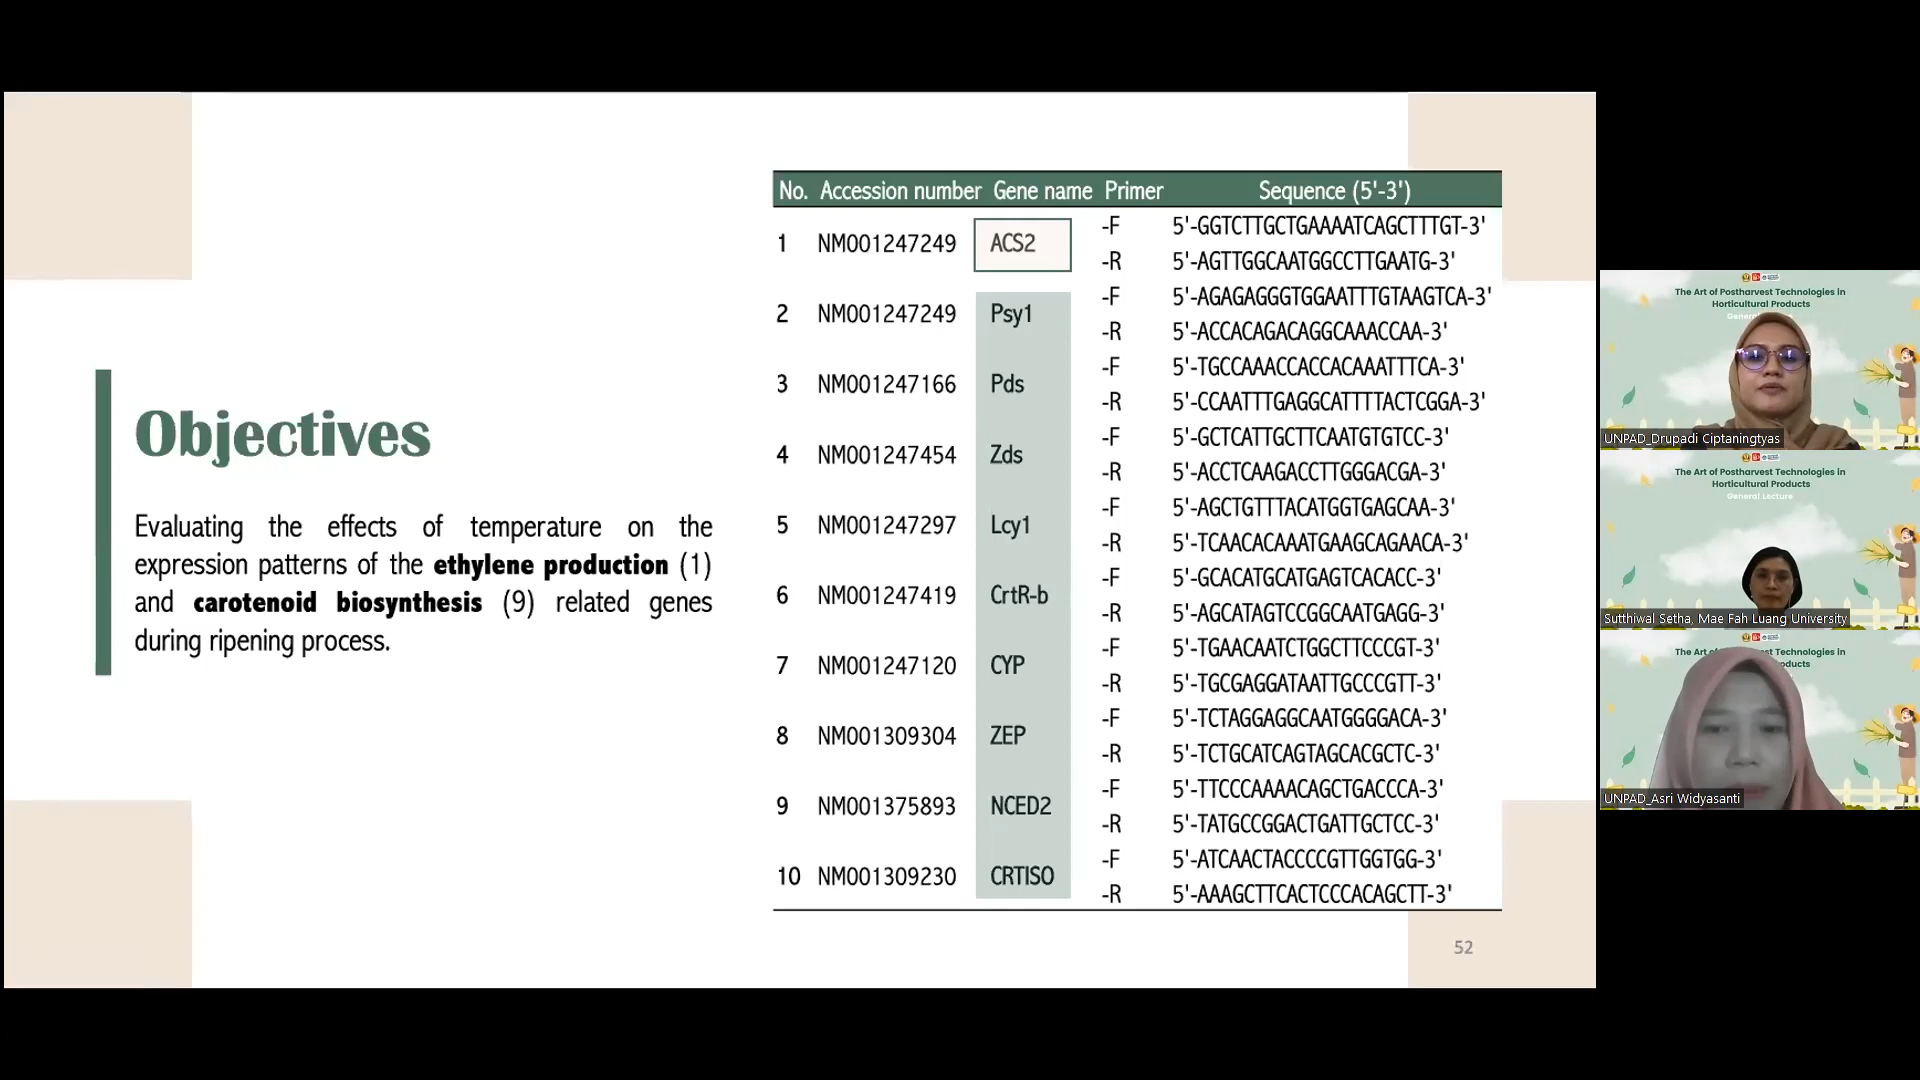 Objectives
Evaluating the effects of temperature on the
expression patterns of the ethylene production (1)
and carotenoid biosynthesis (9) related genes
during ripening process.
No. Accession number Gene name Primer Sequence (5'-3')
1 NM001247249 ACS2 -F 5'-GGTCTTGCTGAAAATCAGCTTTGT-3'
-R 5'-AGTTGGCAATGGCCTTGAATG-3'
2 NM001247249 Psy1 -F 5'-AGAGAGGGTGGAATTTGTAAGTCA-3'
-R 5'-ACCACAGACAGGCAAACCAA-3'
3 NM001247166 Pds -F 5'-TGCCAAACCACCACAAATTTCA-3'
-R 5'-CCAATTTGAGGCATTTTACTCGGA-3'
4 NM001247454 Zds -F 5'-GCTCATTGCTTCAATGTGTCC-3'
-R 5'-ACCTCAAGACCTTGGGACGA-3'
5 NM001247297 Lcy1 -F 5'-AGCTGTTTACATGGTGAGCAA-3'
-R 5'-TCAACACAAATGAAGCAGAACA-3'
6 NM001247419 CrtR-b -F 5'-GCACATGCATGAGTCACACC-3'
-R 5'-AGCATAGTCCGGCAATGAGG-3'
7 NM001247120 CYP -F 5'-TGAACAATCTGGCTTCCCGT-3'
-R 5'-TGCGAGGATAATTGCCCGTT-3'
8 NM001309304 ZEP -F 5'-TCTAGGAGGCAATGGGGACA-3'
-R 5'-TCTGCATCAGTAGCACGCTC-3'
9 NM001375893 NCED2 -F 5'-TTCCCAAAACAGCTGACCCA-3'
-R 5'-TATGCCGGACTGATTGCTCC-3'
10 NM001309230 CRTISO -F 5'-ATCAACTACCCCGTTGGTGG-3'
-R 5'-AAAGCTTCACTCCCACAGCTT-3'
52
The Art of Postharvest Technologies in
Horticultural Products
UNPAD_Drupadi Ciptaningtyas
The Art of Postharvest Technologies in
Horticultural Products
General Lecture
Sutthiwal Setha, Mae Fah Luang University
The Art of Postharvest Technologies in
UNPAD_Asri Widyasanti